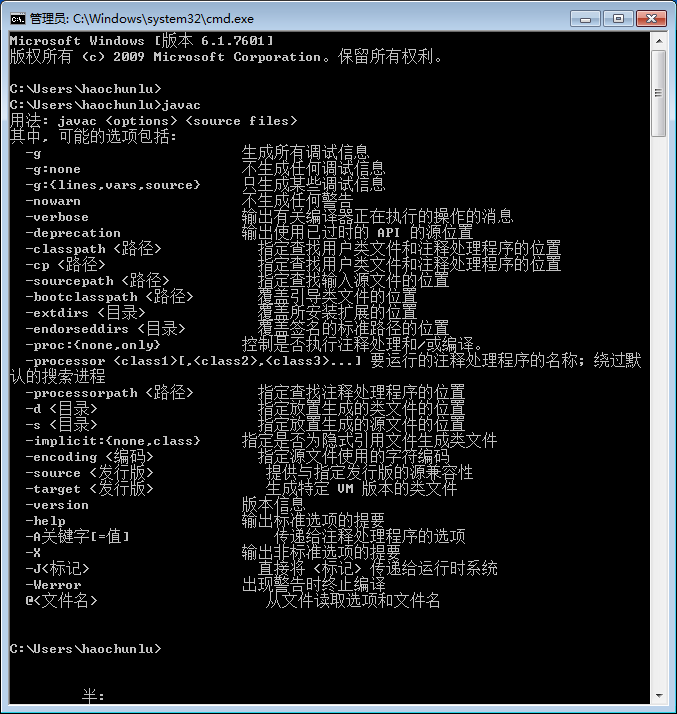 管理员: C:\Windows\system32\cmd.exe
Microsoft Windows [版本 6.1.7601]
版权所有 (c) 2009 Microsoft Corporation。保留所有权利。
C:\Users\haochunlu>
C:\Users\haochunlu>javac
用法: javac <options> <source files>
其中, 可能的选项包括:
-g 生成所有调试信息
-g:none 不生成任何调试信息
-g:{lines,vars,source} 只生成某些调试信息
-nowarn 不生成任何警告
-verbose 输出有关编译器正在执行的操作的消息
-deprecation 输出使用已过时的 API 的源位置
-classpath <路径> 指定查找用户类文件和注释处理程序的位置
-cp <路径> 指定查找用户类文件和注释处理程序的位置
-sourcepath <路径> 指定查找输入源文件的位置
-bootclasspath <路径> 覆盖引导类文件的位置
-extdirs <目录> 覆盖所安装扩展的位置
-endorseddirs <目录> 覆盖签名的标准路径的位置
-proc:{none,only} 控制是否执行注释处理和/或编译。
-processor <class1>[,<class2>,<class3>...] 要运行的注释处理程序的名称; 绕过默
认的搜索进程
-processorpath <路径> 指定查找注释处理程序的位置
-d <目录> 指定放置生成的类文件的位置
-s <目录> 指定放置生成的源文件的位置
-implicit:{none,class} 指定是否为隐式引用文件生成类文件
-encoding <编码> 指定源文件使用的字符编码
-source <发行版> 提供与指定发行版的源兼容性
-target <发行版> 生成特定 VM 版本的类文件
-version 版本信息
-help 输出标准选项的提要
-A关键字[=值] 传递给注释处理程序的选项
-X 输出非标准选项的提要
-J<标记> 直接将 <标记> 传递给运行时系统
-Werror 出现警告时终止编译
@<文件名> 从文件读取选项和文件名
C:\Users\haochunlu>
半: